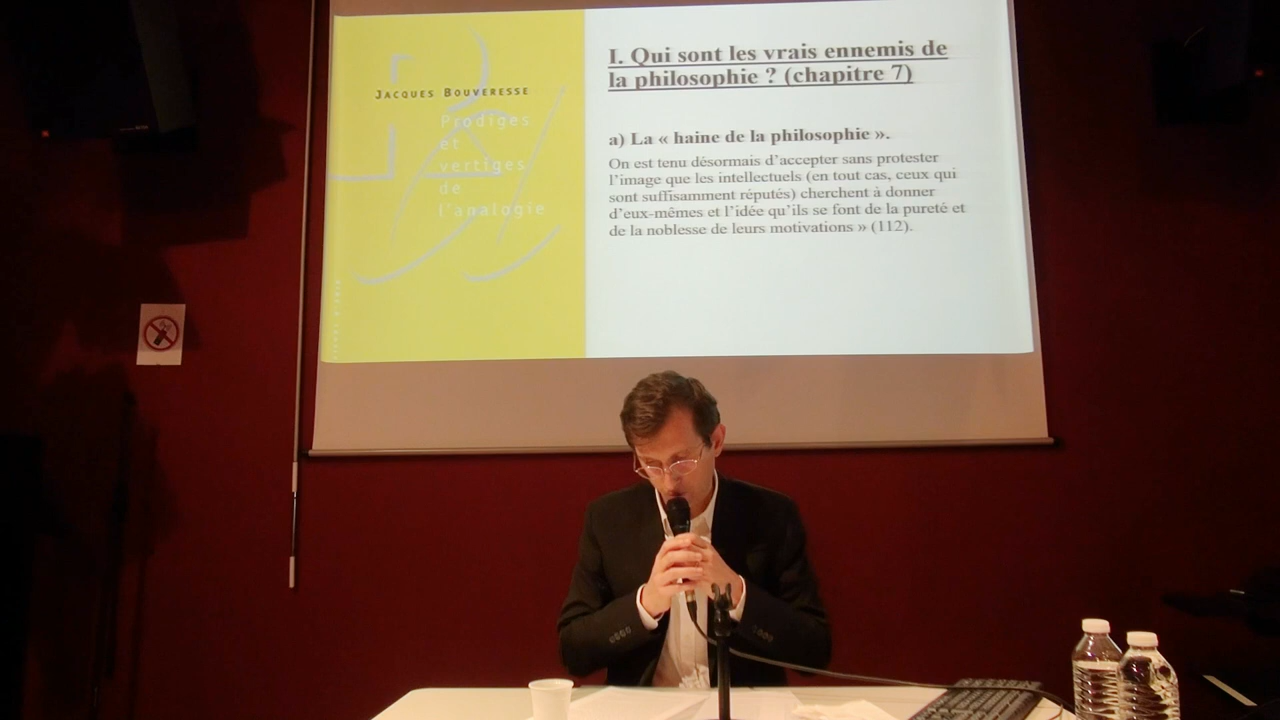 JACQUES BOUVERESSE
Prodiges
et
vertiges
de
l'analogie
I. Qui sont les vrais ennemis de
la philosophie ? (chapitre 7)
a) La « haine de la philosophie ».
On est tenu désormais d'accepter sans protester
l'image que les intellectuels (en tout cas, ceux qui
sont suffisamment réputés) cherchent à donner
d'eux-mêmes et l'idée qu'ils se font de la pureté et
de la noblesse de leurs motivations » (112).